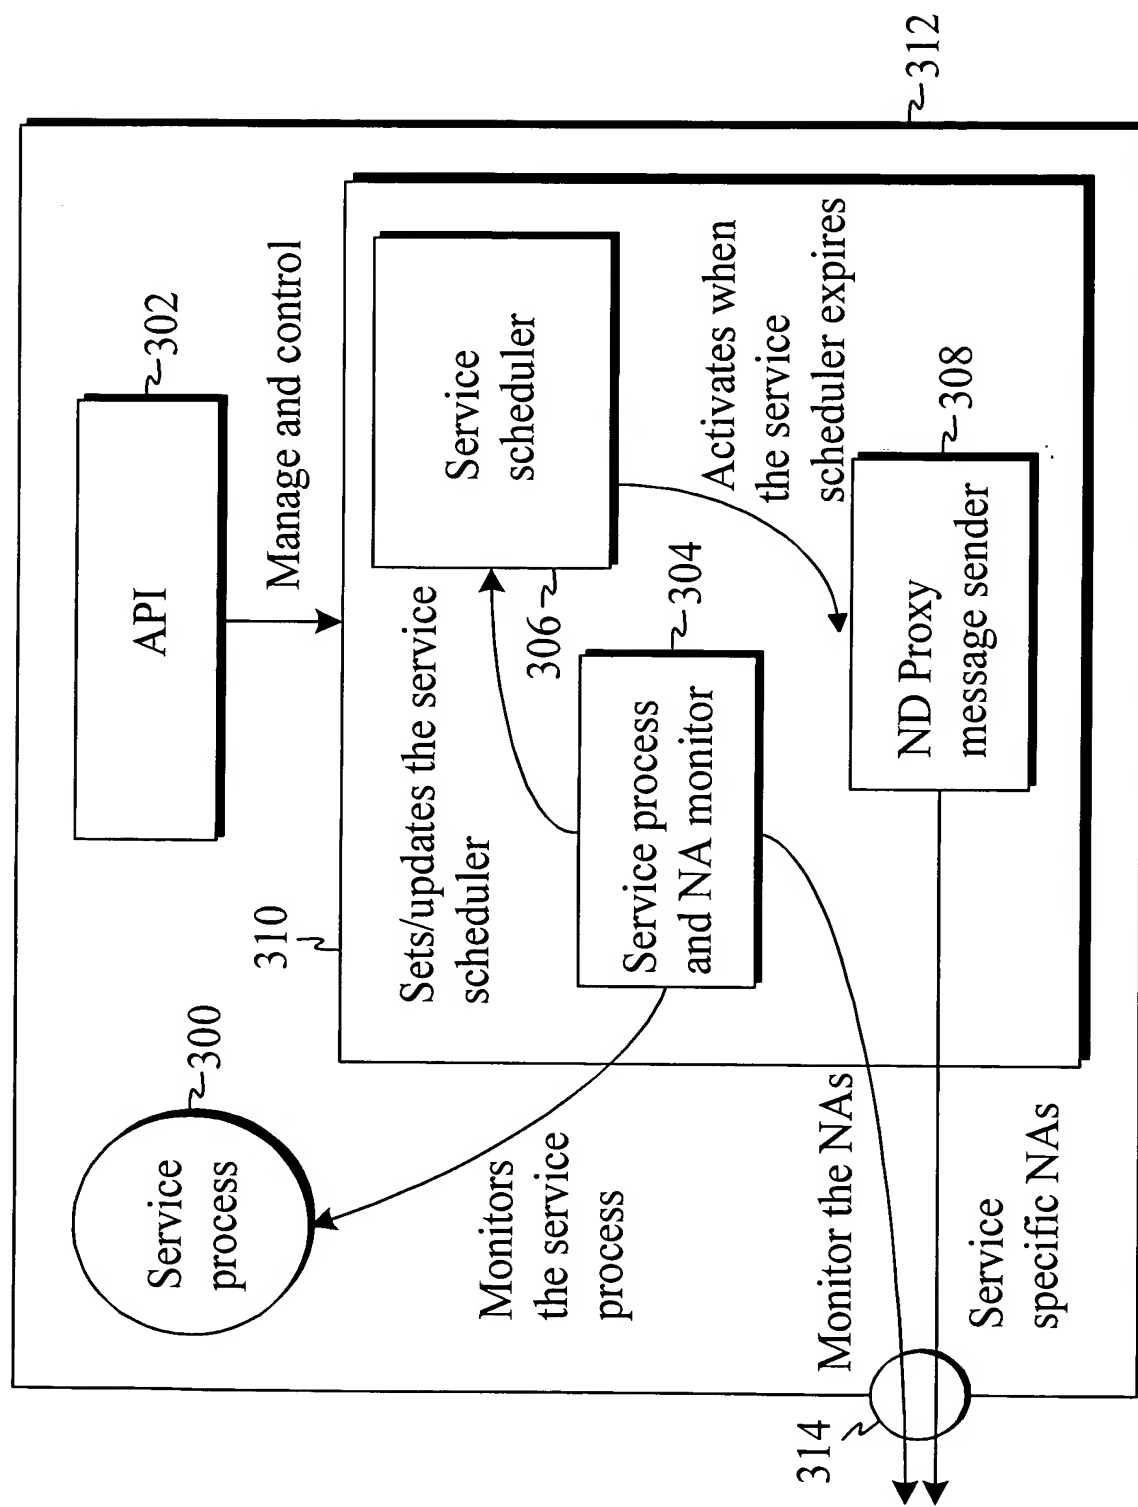 312
302
API
Manage and control
310
300
Service
process
Service
scheduler
306
Sets/updates the service
scheduler
304
Service process
and NA monitor
Activates when
the service
scheduler expires
308
ND Proxy
message sender
Monitors
the service
process
Monitor the NAs
Service
specific NAs
314